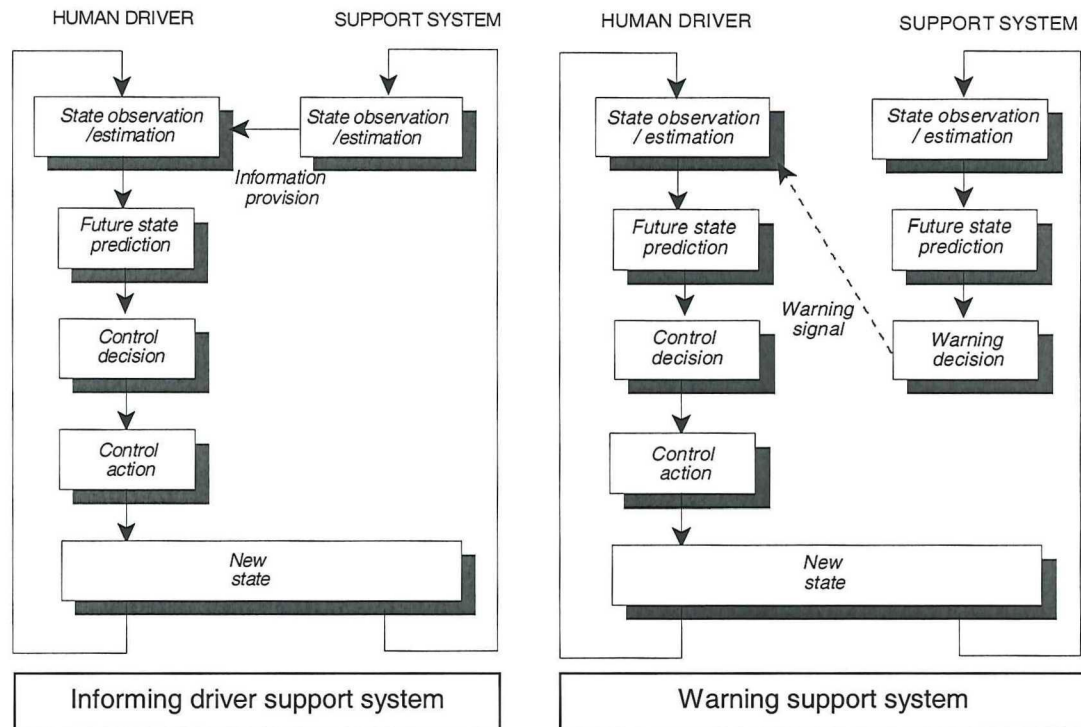 HUMAN DRIVER
SUPPORT SYSTEM
State observation
/estimation
State observation
/estimation
Information
provision
Future state
prediction
Control
decision
Control
action
New
state
Informing driver support system
HUMAN DRIVER
SUPPORT SYSTEM
State observation
/ estimation
State observation
/ estimation
Future state
prediction
Future state
prediction
Warning
signal
Control
decision
Warning
decision
Control
action
New
state
Warning support system